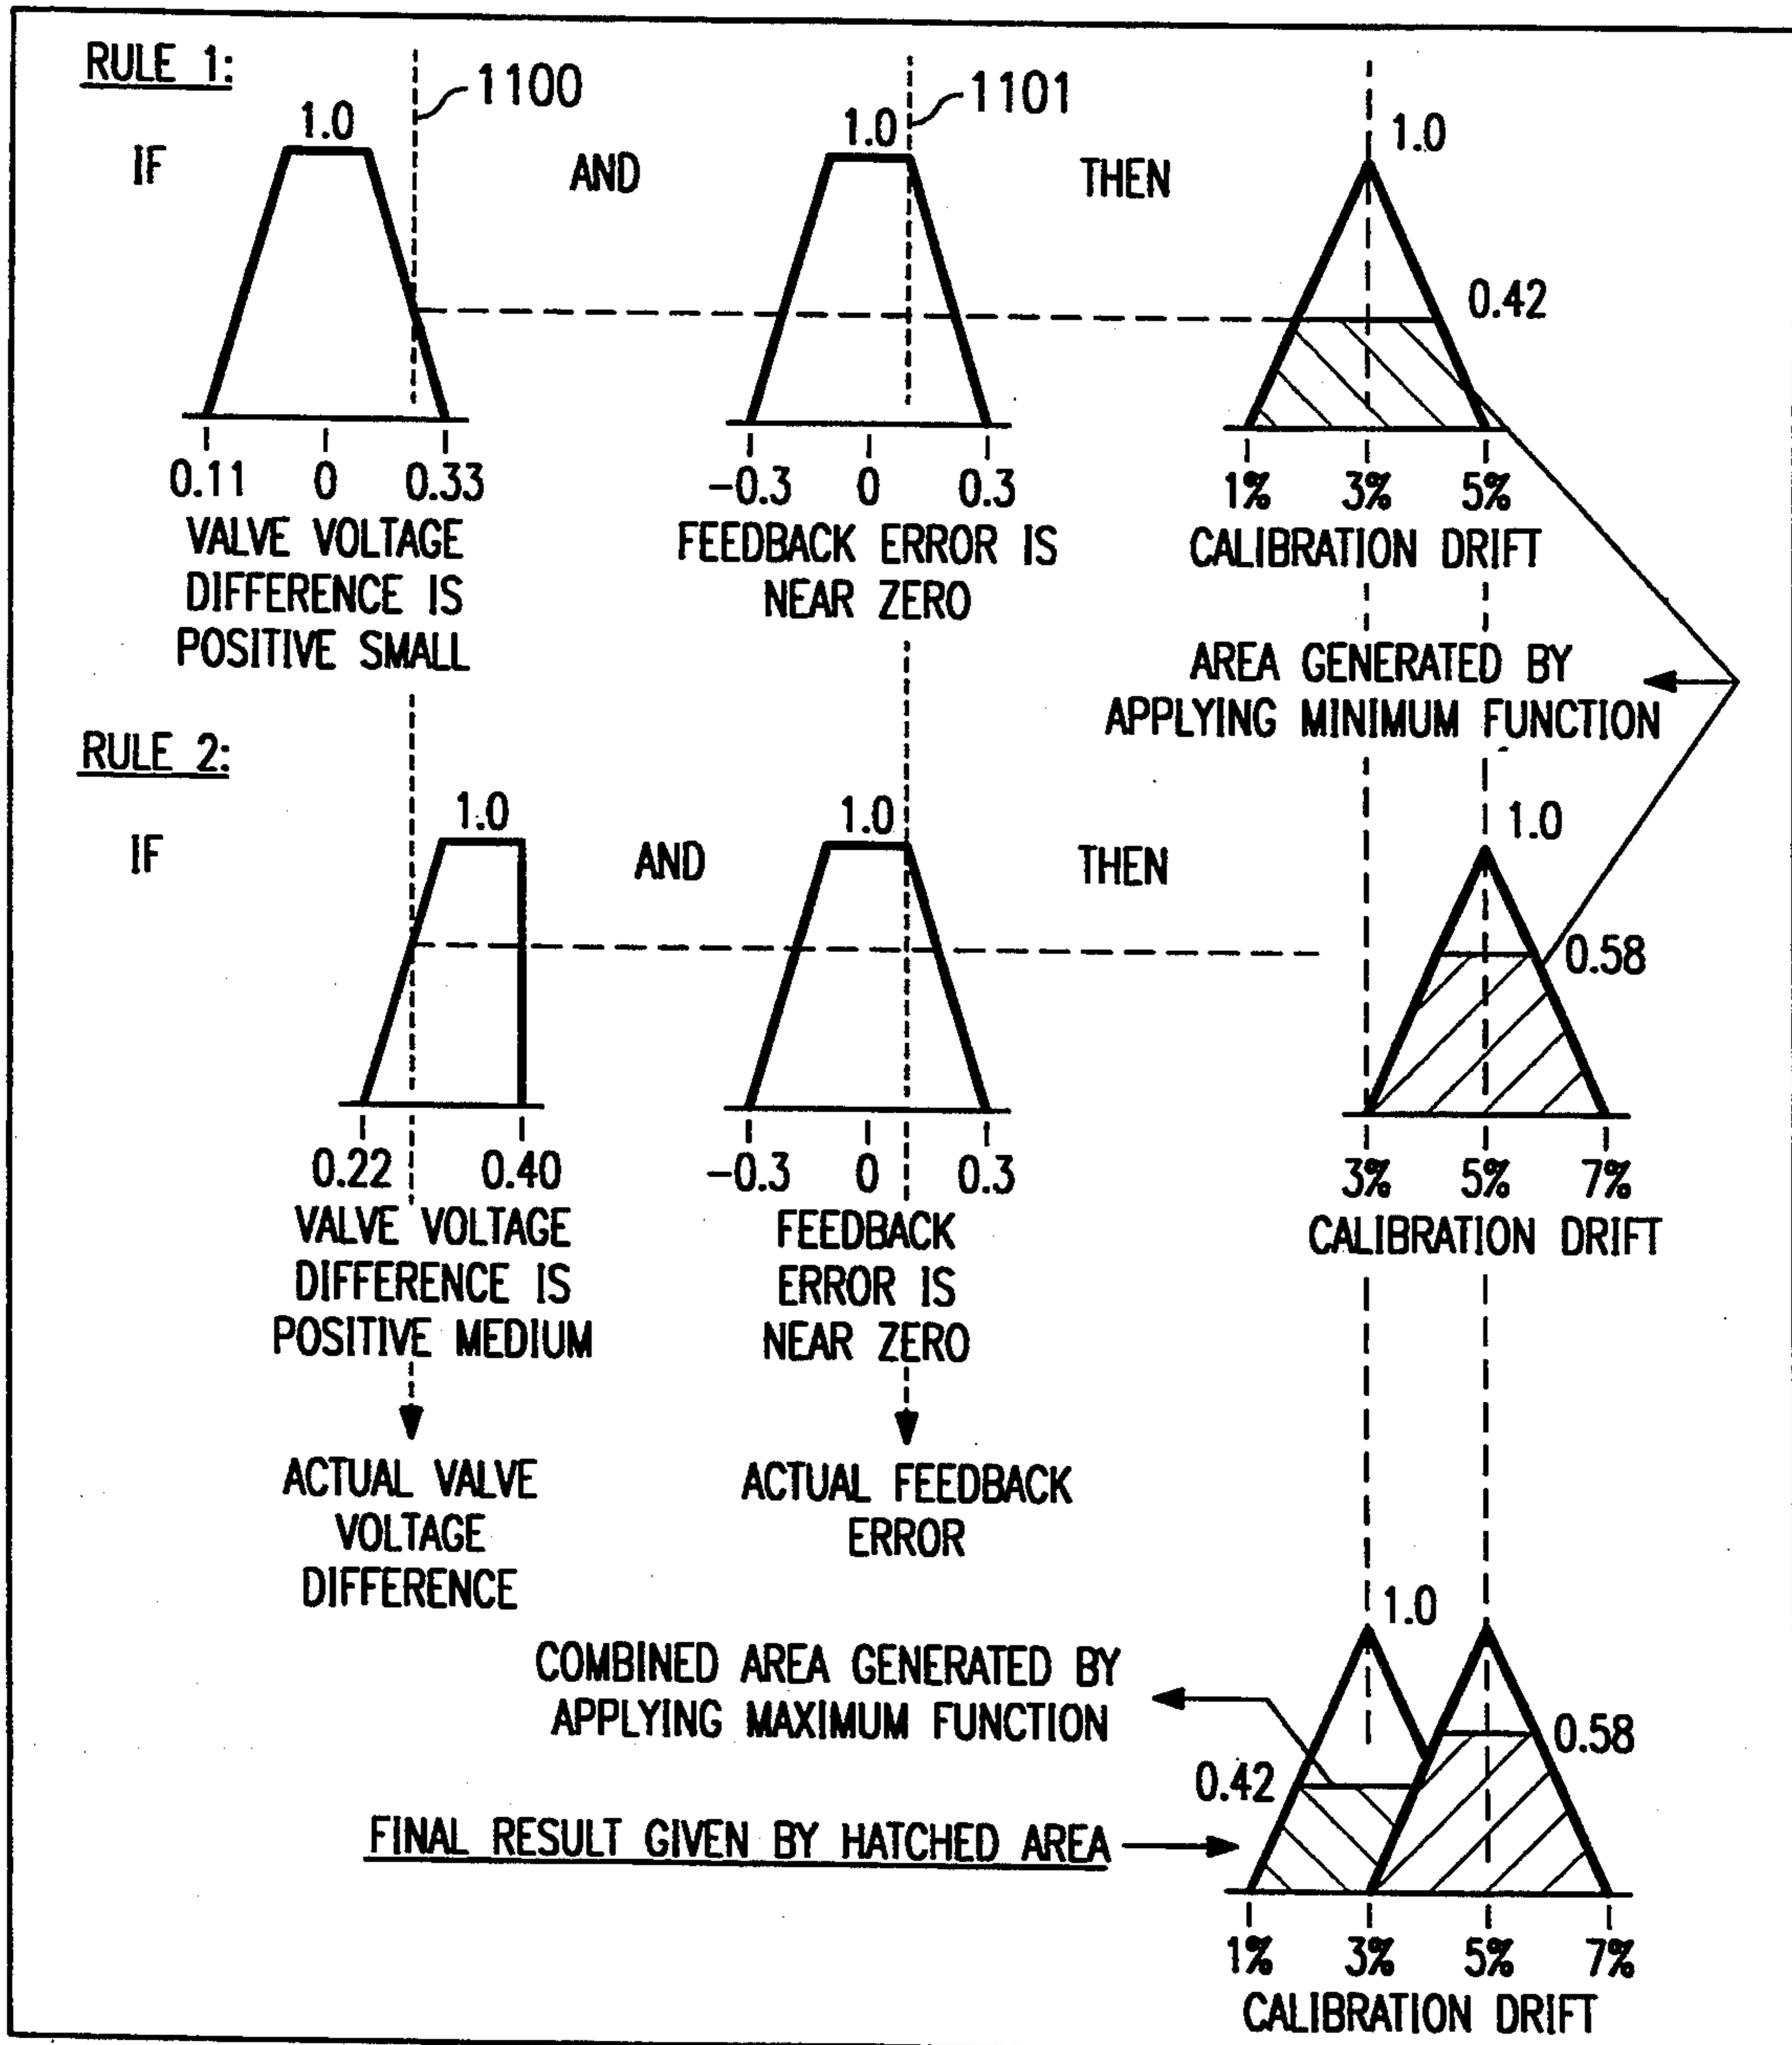 RULE 1:
1100
1101
1.0
1.0
1.0
IF
AND
THEN
0.42
0.11 0 0.33
-0.3 0 0.3
1% 3% 5%
VALVE VOLTAGE
DIFFERENCE IS
POSITIVE SMALL
FEEDBACK ERROR IS
NEAR ZERO
CALIBRATION DRIFT
AREA GENERATED BY
APPLYING MINIMUM FUNCTION
RULE 2:
1.0
1.0
1.0
IF
AND
THEN
0.58
0.22 0.40
-0.3 0 0.3
3% 5% 7%
VALVE VOLTAGE
DIFFERENCE IS
POSITIVE MEDIUM
FEEDBACK
ERROR IS
NEAR ZERO
CALIBRATION DRIFT
ACTUAL VALVE
VOLTAGE
DIFFERENCE
ACTUAL FEEDBACK
ERROR
1.0
COMBINED AREA GENERATED BY
APPLYING MAXIMUM FUNCTION
0.58
0.42
FINAL RESULT GIVEN BY HATCHED AREA
1% 3% 5% 7%
CALIBRATION DRIFT